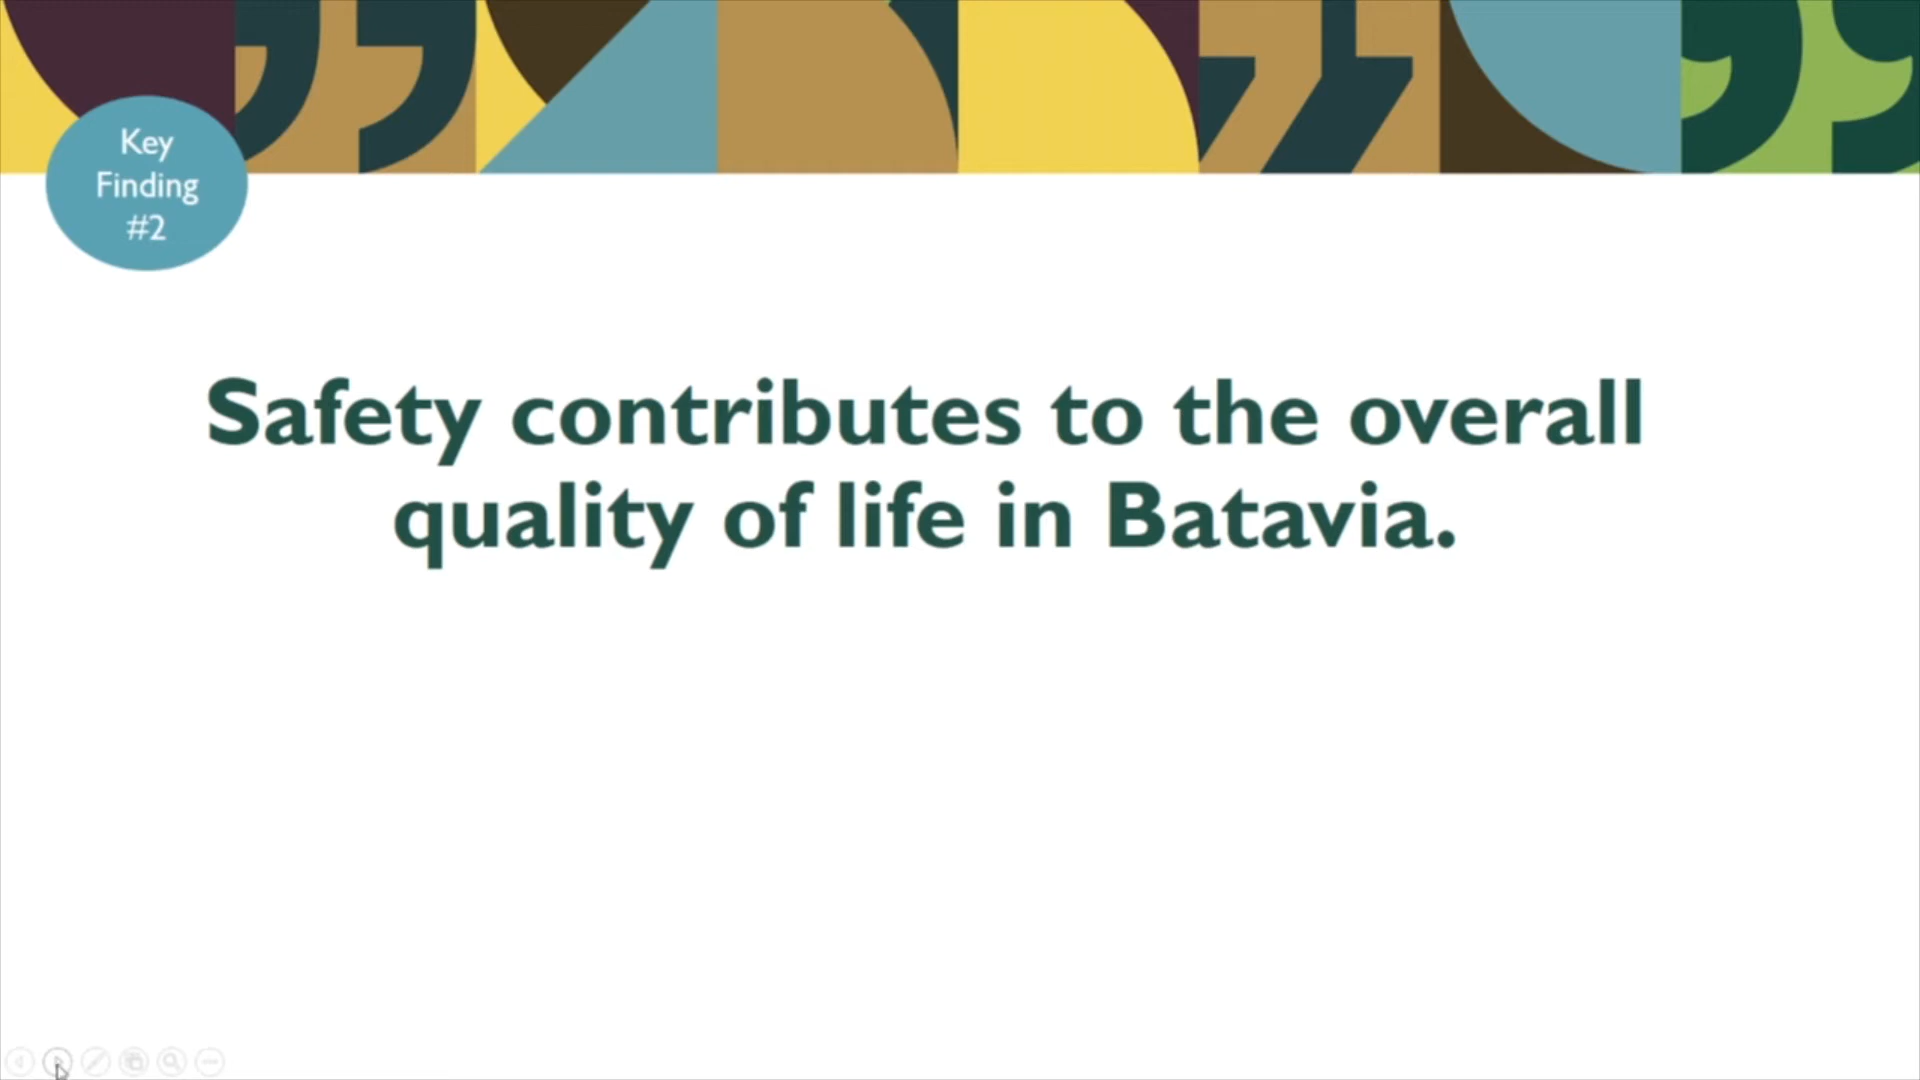 Key
Finding
#2
Safety contributes to the overall
quality of life in Batavia.